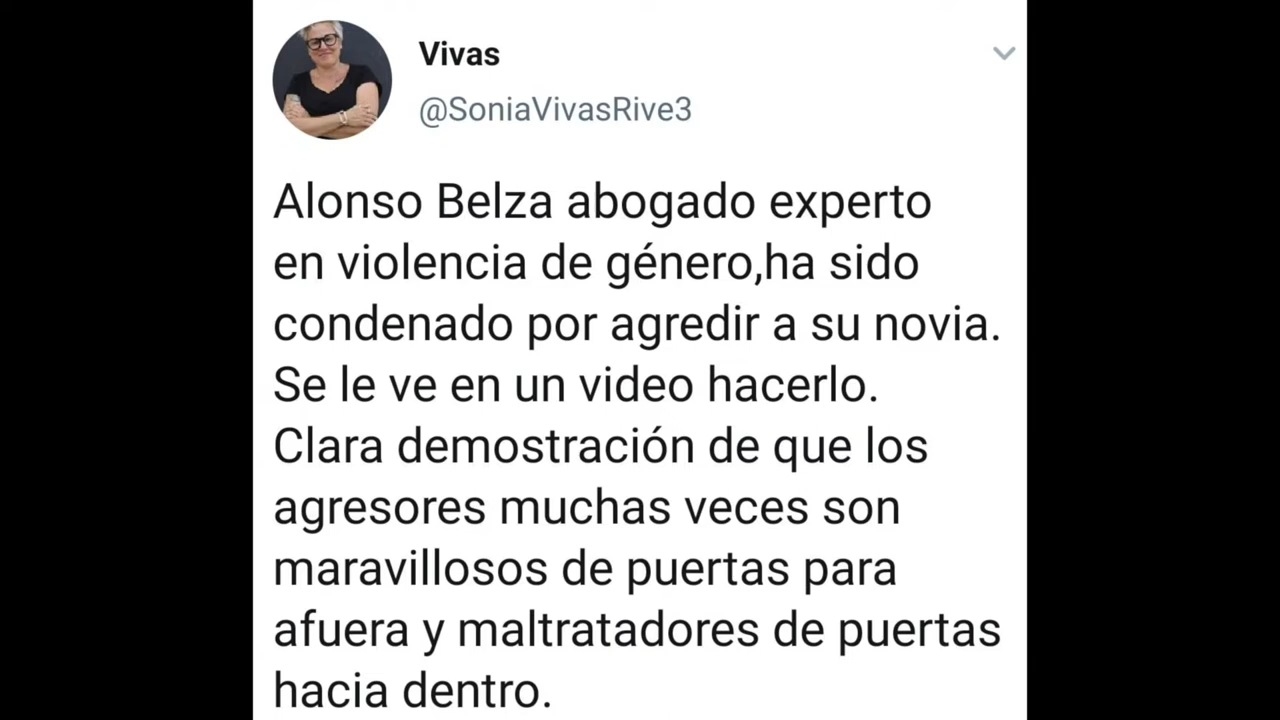 Vivas
@SoniaVivasRive3
Alonso Belza abogado experto
en violencia de género,ha sido
condenado por agredir a su novia.
Se le ve en un video hacerlo.
Clara demostración de que los
agresores muchas veces son
maravillosos de puertas para
afuera y maltratadores de puertas
hacia dentro.